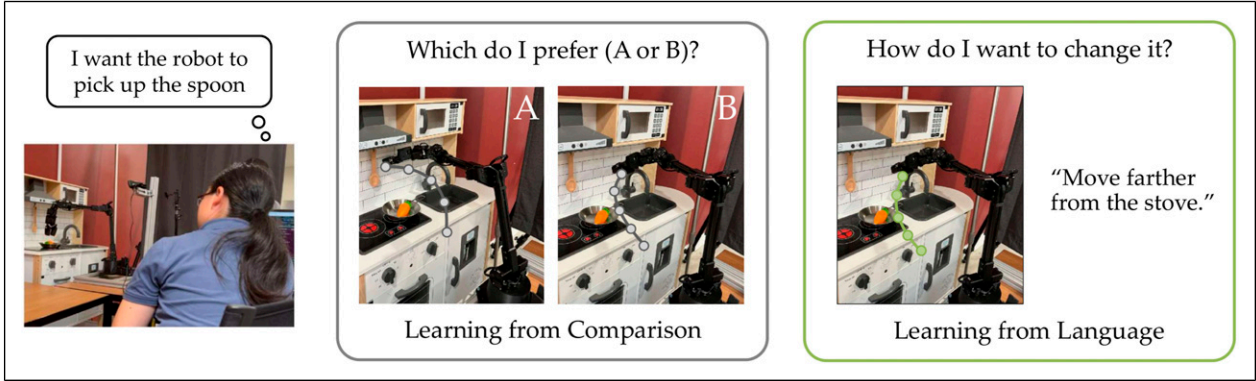 I want the robot to
pick up the spoon
Which do I prefer (A or B)?
A
B
Learning from Comparison
How do I want to change it?
“Move farther
from the stove.”
Learning from Language